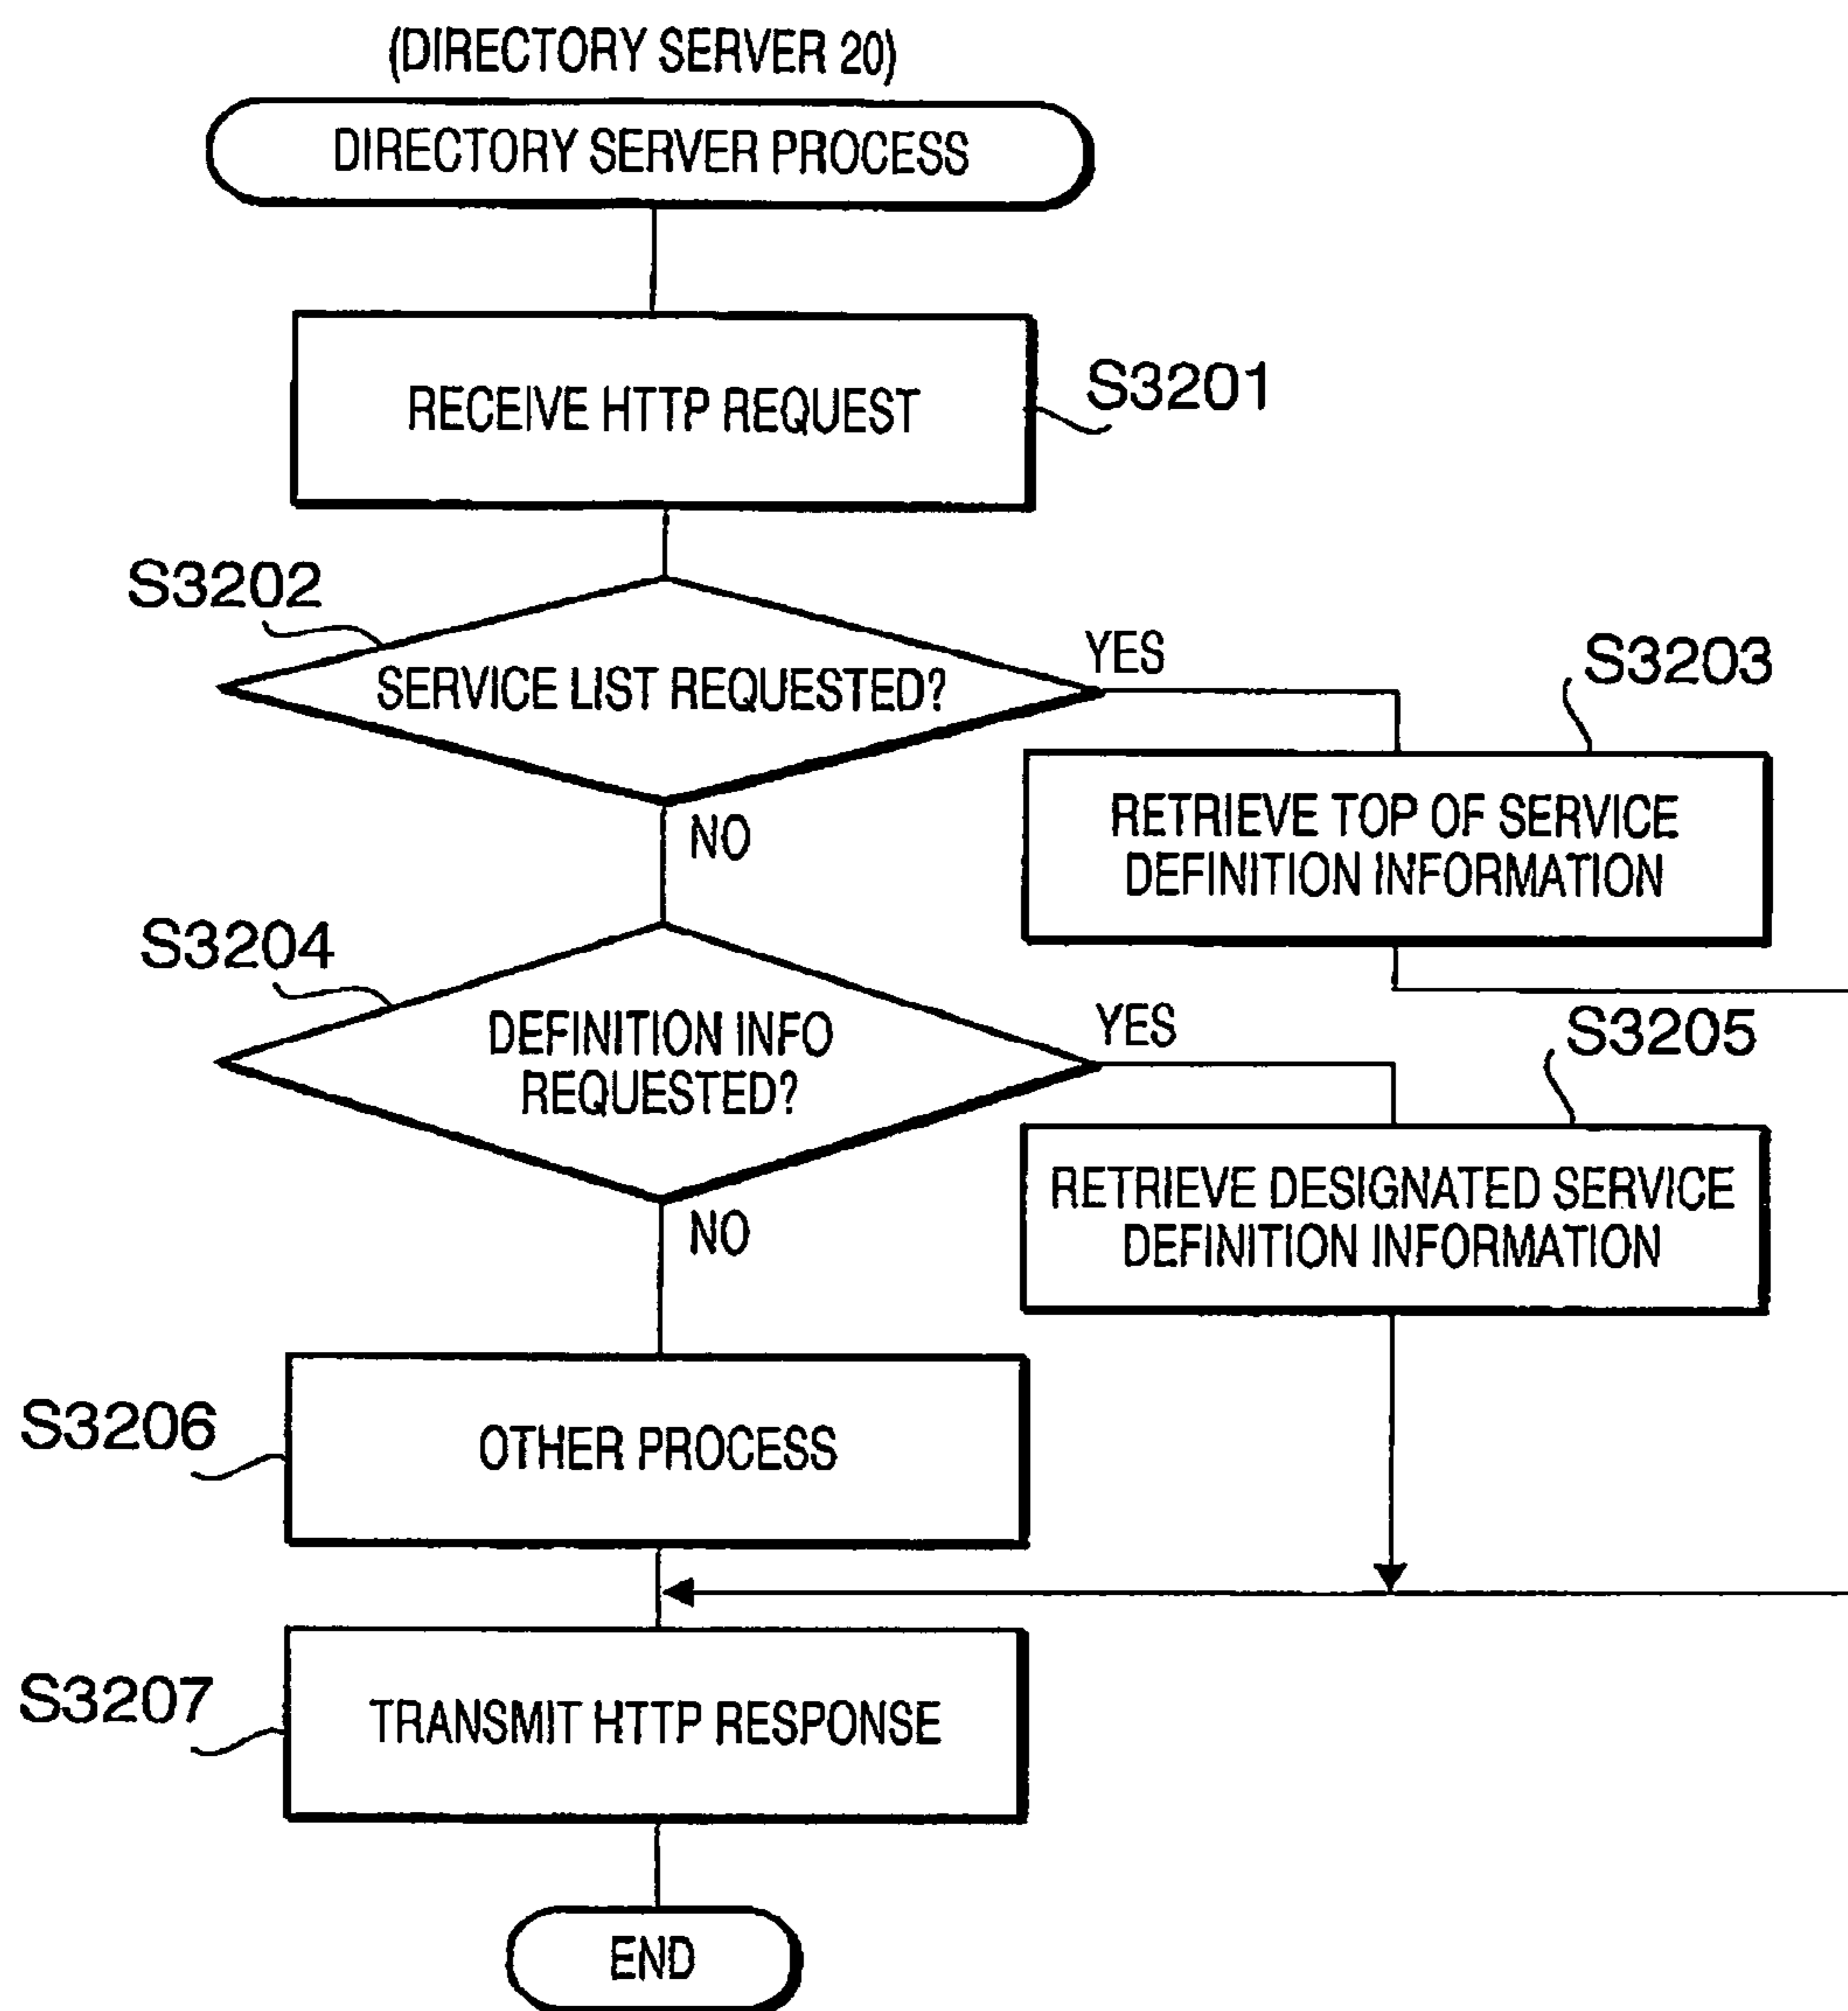 (DIRECTORY SERVER 20)
DIRECTORY SERVER PROCESS
RECEIVE HTTP REQUEST
S3201
S3202
SERVICE LIST REQUESTED?
YES
S3203
RETRIEVE TOP OF SERVICE
DEFINITION INFORMATION
NO
S3204
DEFINITION INFO
REQUESTED?
YES
S3205
RETRIEVE DESIGNATED SERVICE
DEFINITION INFORMATION
NO
S3206
OTHER PROCESS
S3207
TRANSMIT HTTP RESPONSE
END